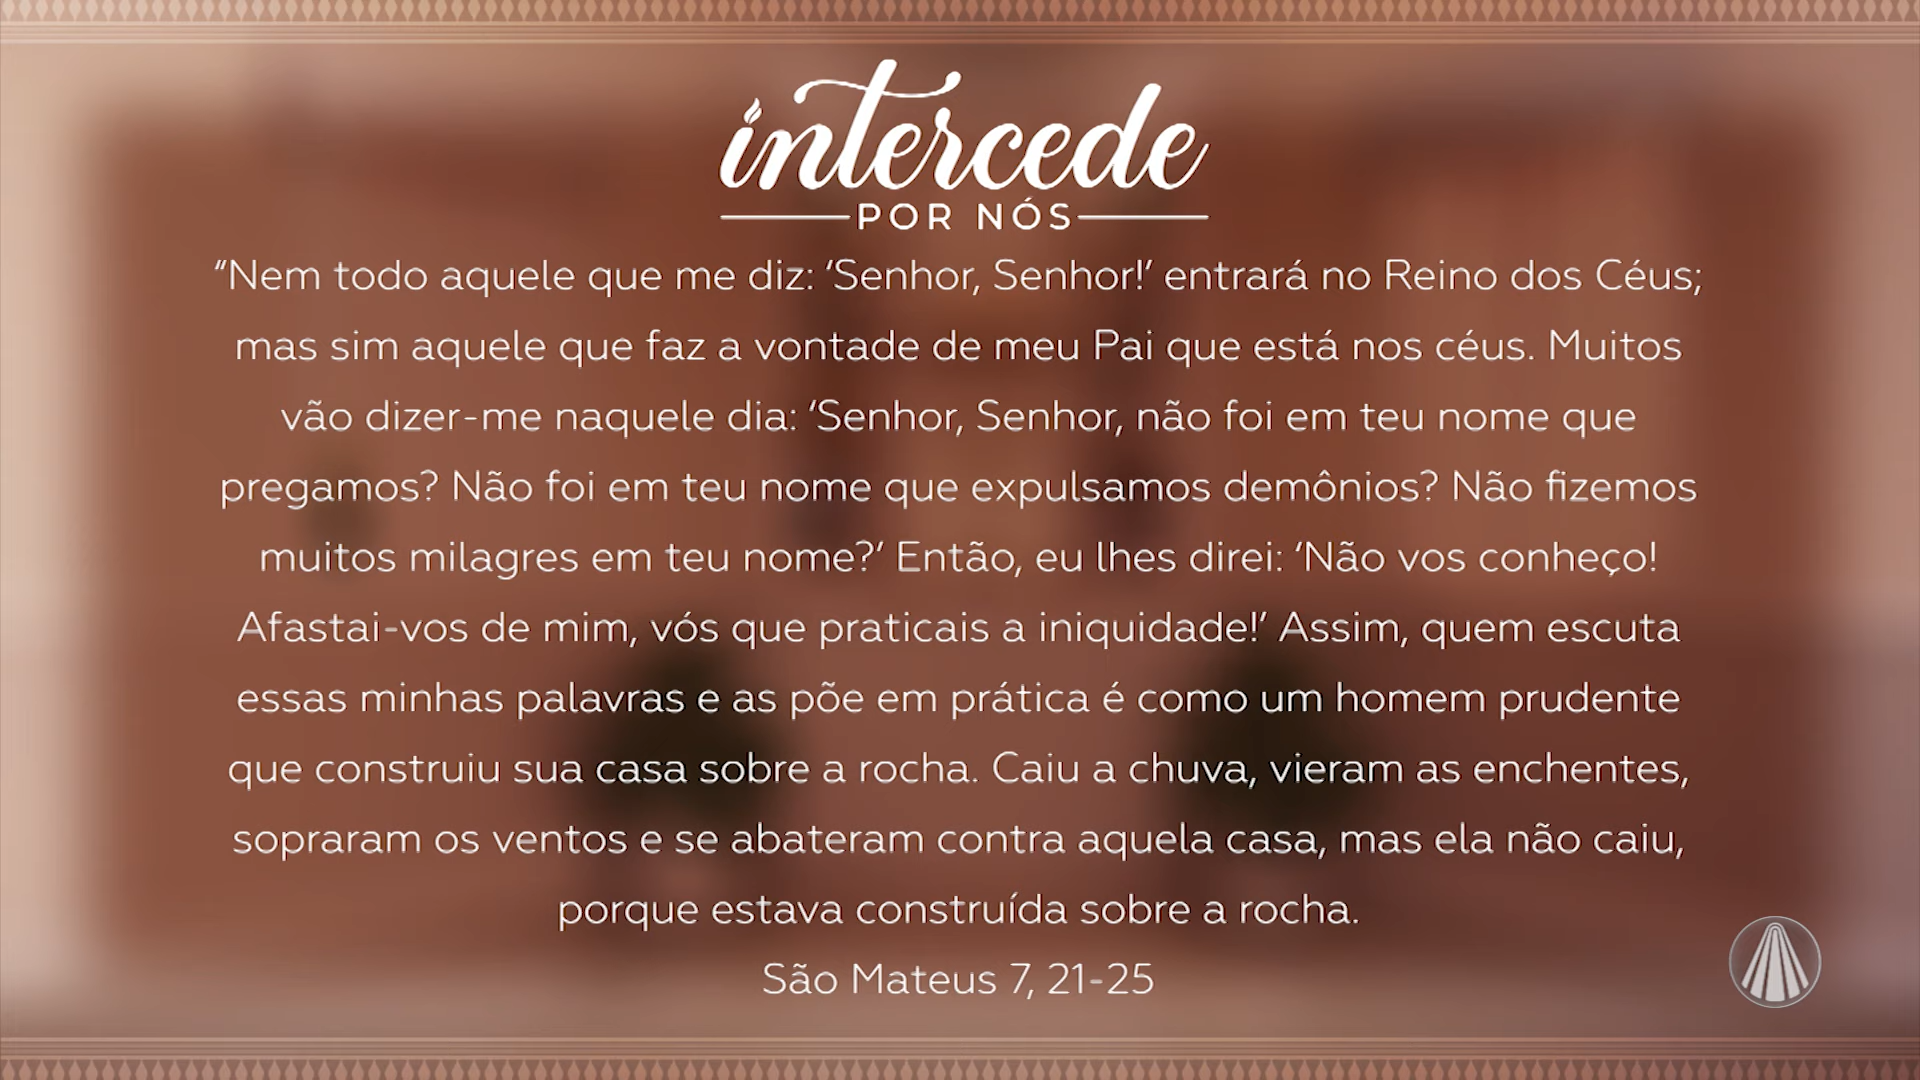 intercede
POR NÓS
“Nem todo aquele que me diz: ‘Senhor, Senhor!’ entrará no Reino dos Céus;
mas sim aquele que faz a vontade de meu Pai que está nos céus. Muitos
vão dizer-me naquele dia: ‘Senhor, Senhor, não foi em teu nome que
pregamos? Não foi em teu nome que expulsamos demônios? Não fizemos
muitos milagres em teu nome?’ Então, eu lhes direi: ‘Não vos conheço!
Afastai-vos de mim, vós que praticais a iniquidade!’ Assim, quem escuta
essas minhas palavras e as põe em prática é como um homem prudente
que construiu sua casa sobre a rocha. Caiu a chuva, vieram as enchentes,
sopraram os ventos e se abateram contra aquela casa, mas ela não caiu,
porque estava construída sobre a rocha.
São Mateus 7, 21-25